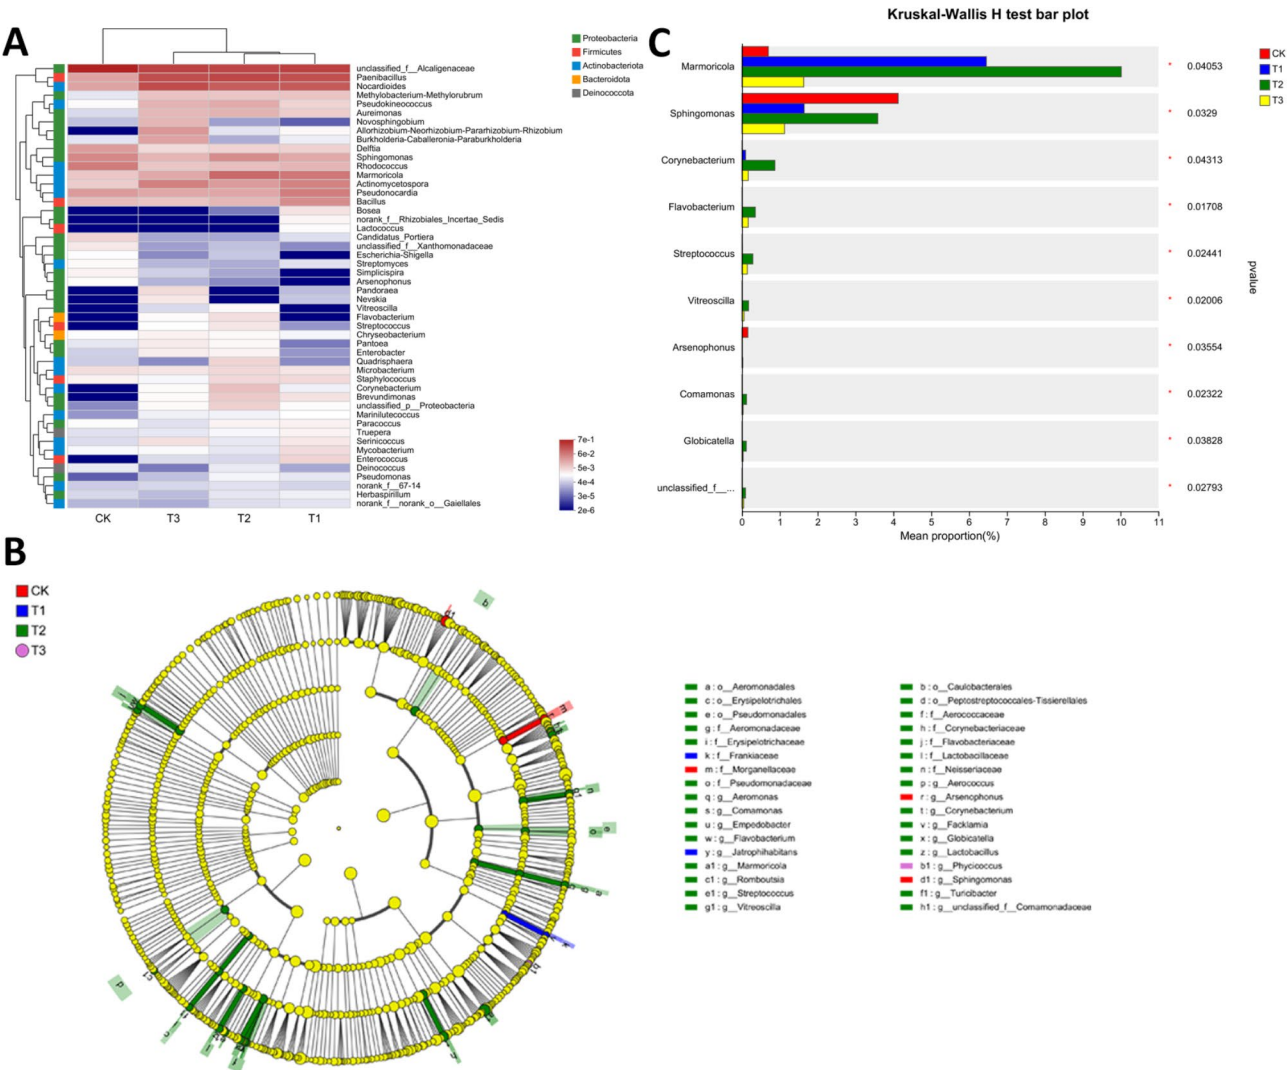 A
Proteobacteria
Firmicutes
Actinobacteriota
Bacteroidota
Deinococcota
unclassified_f__Alcaligenaceae
Paenibacillus
Nocardioides
Methylobacterium-Methylorubrum
Pseudokineococcus
Aureimonas
Novosphingobium
Allorhizobium-Neorhizobium-Pararhizobium-Rhizobium
Burkholderia-Caballeronia-Paraburkholderia
Delftia
Sphingomonas
Rhodococcus
Marmoricola
Actinomycetospora
Pseudonocardia
Bacillus
Bosea
norank_f__Rhizobiales_Incertae_Sedis
Lactococcus
Candidatus_Portiera
unclassified_f__Xanthomonadaceae
Escherichia-Shigella
Streptomyces
Simplicispira
Arsenophonus
Pandoraea
Nevskia
Vitreoscilla
Flavobacterium
Streptococcus
Chryseobacterium
Pantoea
Enterobacter
Quadrisphaera
Microbacterium
Staphylococcus
Corynebacterium
Brevundimonas
unclassified_p__Proteobacteria
Marinilutecoccus
Paracoccus
Truepera
Serinicoccus
Mycobacterium
Enterococcus
Deinococcus
Pseudomonas
norank_f__67-14
Herbaspirillum
norank_f__norank_o__Gaiellales
CK T3 T2 T1
7e-1
6e-2
5e-3
4e-4
3e-5
2e-6
C
Kruskal-Wallis H test bar plot
CK
T1
T2
T3
Marmoricola * 0.04053
Sphingomonas * 0.0329
Corynebacterium * 0.04313
Flavobacterium * 0.01708
Streptococcus * 0.02441
Vitreoscilla * 0.02006
Arsenophonus * 0.03554
Comamonas * 0.02322
Globicatella * 0.03828
unclassified_f__... * 0.02793
pvalue
0 1 2 3 4 5 6 7 8 9 10 11
Mean proportion(%)
B
CK
T1
T2
T3
d1
b
m
n
e
k
b1
c1
d
a : o__Aeromonadales
b : o__Caulobacterales
c : o__Erysipelotrichales
d : o__Peptostreptococcales-Tissierellales
e : o__Pseudomonadales
f : f__Aerococcaceae
g : f__Aeromonadaceae
h : f__Corynebacteriaceae
i : f__Erysipelotrichaceae
j : f__Flavobacteriaceae
k : f__Frankiaceae
l : f__Lactobacillaceae
m : f__Morganellaceae
n : f__Neisseriaceae
o : f__Pseudomonadaceae
p : g__Aerococcus
q : g__Aeromonas
r : g__Arsenophonus
s : g__Comamonas
t : g__Corynebacterium
u : g__Empedobacter
v : g__Facklamia
w : g__Flavobacterium
x : g__Globicatella
y : g__Jatrophihabitans
z : g__Lactobacillus
a1 : g__Marmoricola
b1 : g__Phycicoccus
c1 : g__Romboutsia
d1 : g__Sphingomonas
e1 : g__Streptococcus
f1 : g__Turicibacter
g1 : g__Vitreoscilla
h1 : g__unclassified_f__Comamonadaceae